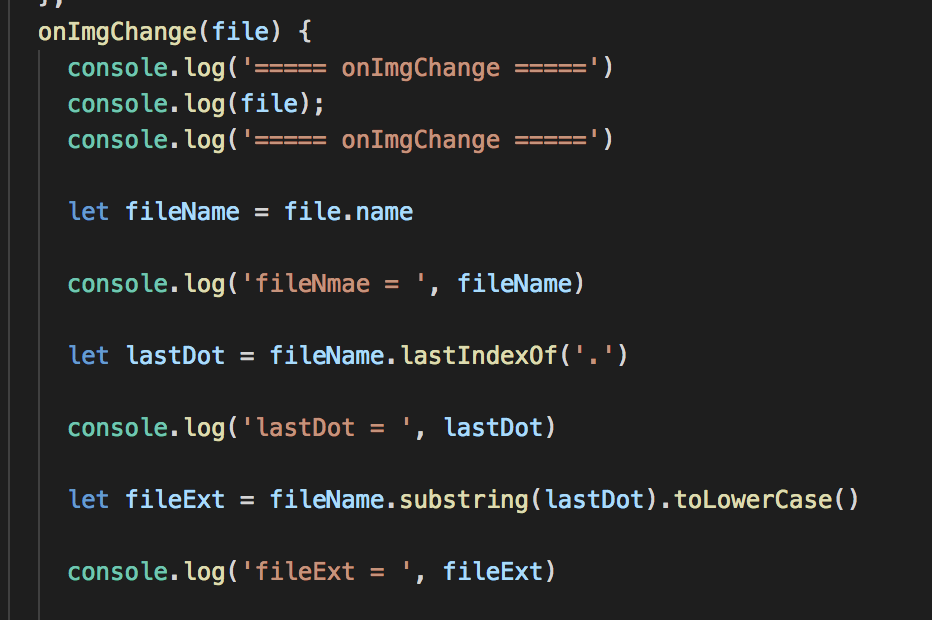 },
onImgChange(file) {
console.log('===== onImgChange =====')
console.log(file);
console.log('===== onImgChange =====')
let fileName = file.name
console.log('fileNmae = ', fileName)
let lastDot = fileName.lastIndexOf('.')
console.log('lastDot = ', lastDot)
let fileExt = fileName.substring(lastDot).toLowerCase()
console.log('fileExt = ', fileExt)